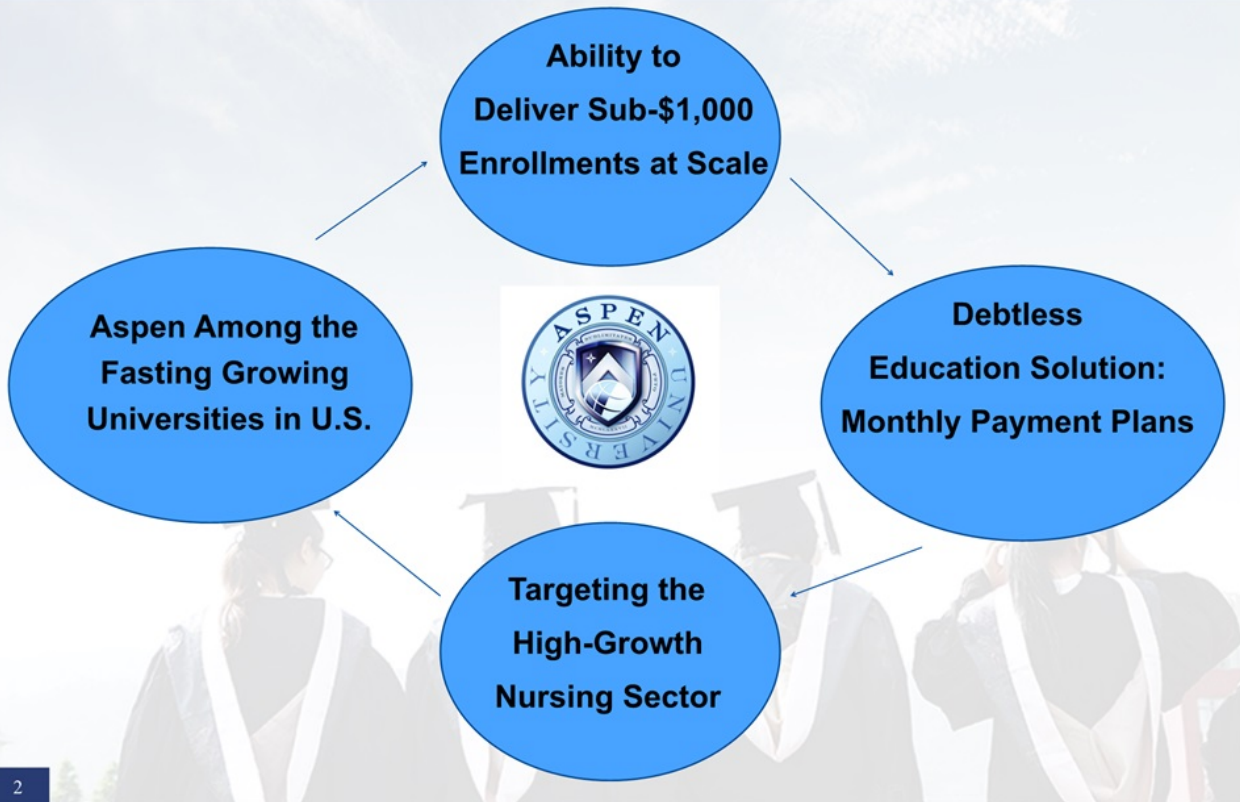 Ability to
Deliver Sub-$1,000
Enrollments at Scale
Aspen Among the
Fasting Growing
Universities in U.S.
ASPEN UNIVERSITY
Debtless
Education Solution:
Monthly Payment Plans
Targeting the
High-Growth
Nursing Sector
2